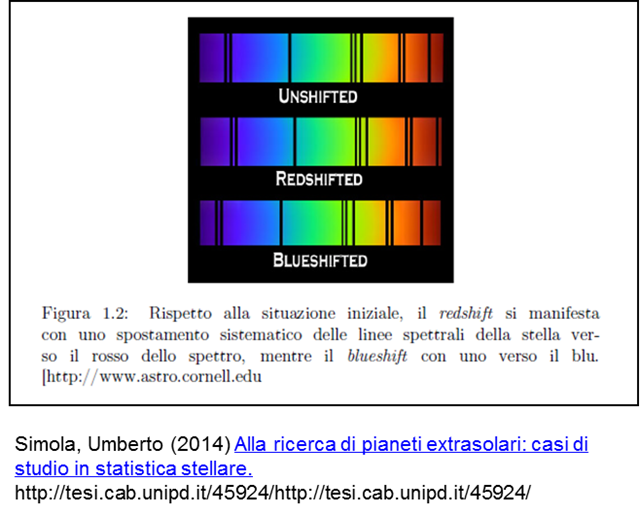 UNSHIFTED
REDSHIFTED
BLUESHIFTED
Figura 1.2: Rispetto alla situazione iniziale, il redshift si manifesta
con uno spostamento sistematico delle linee spettrali della stella ver-
so il rosso dello spettro, mentre il blueshift con uno verso il blu.
[http://www.astro.cornell.edu
Simola, Umberto (2014) Alla ricerca di pianeti extrasolari: casi di
studio in statistica stellare.
http://tesi.cab.unipd.it/45924/http://tesi.cab.unipd.it/45924/